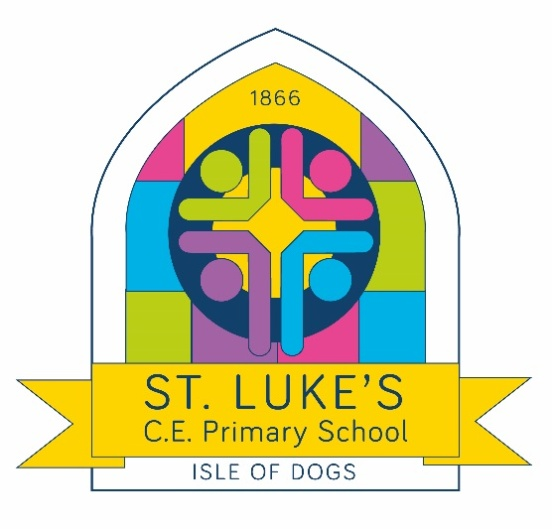 1866
ST. LUKE'S
C.E. Primary School
ISLE OF DOGS